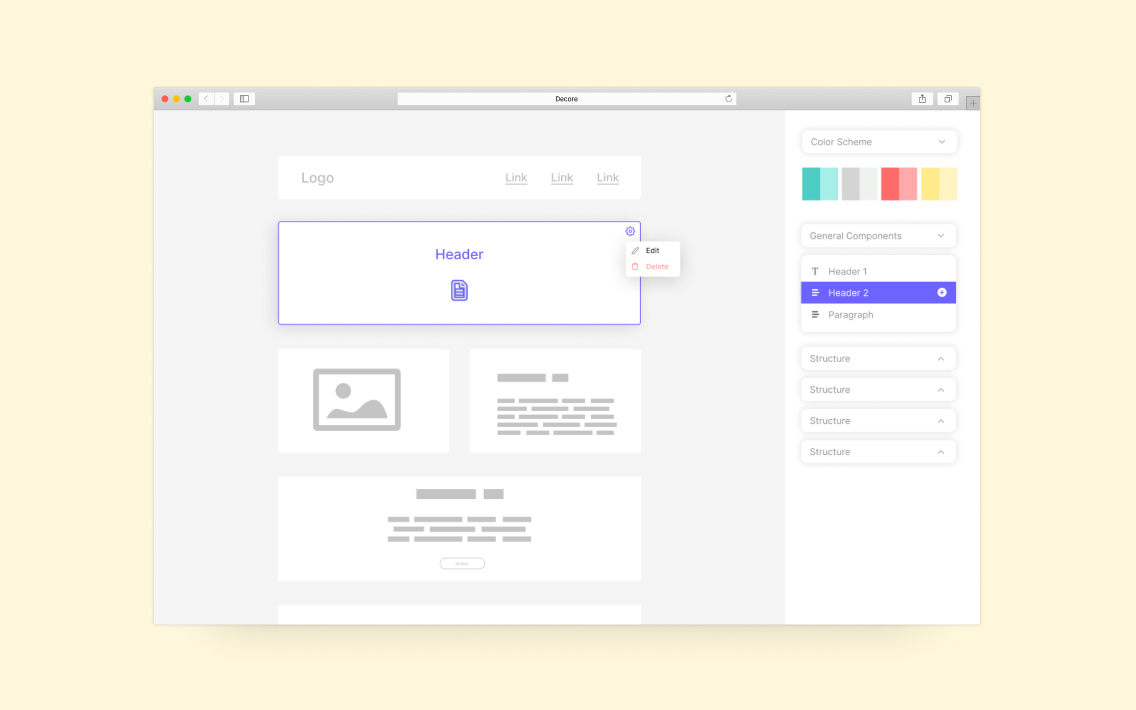 Decore
Logo
Link
Link
Link
Header
Edit
Delete
Color Scheme
General Components
Header 1
Header 2
Paragraph
Structure
Structure
Structure
Structure